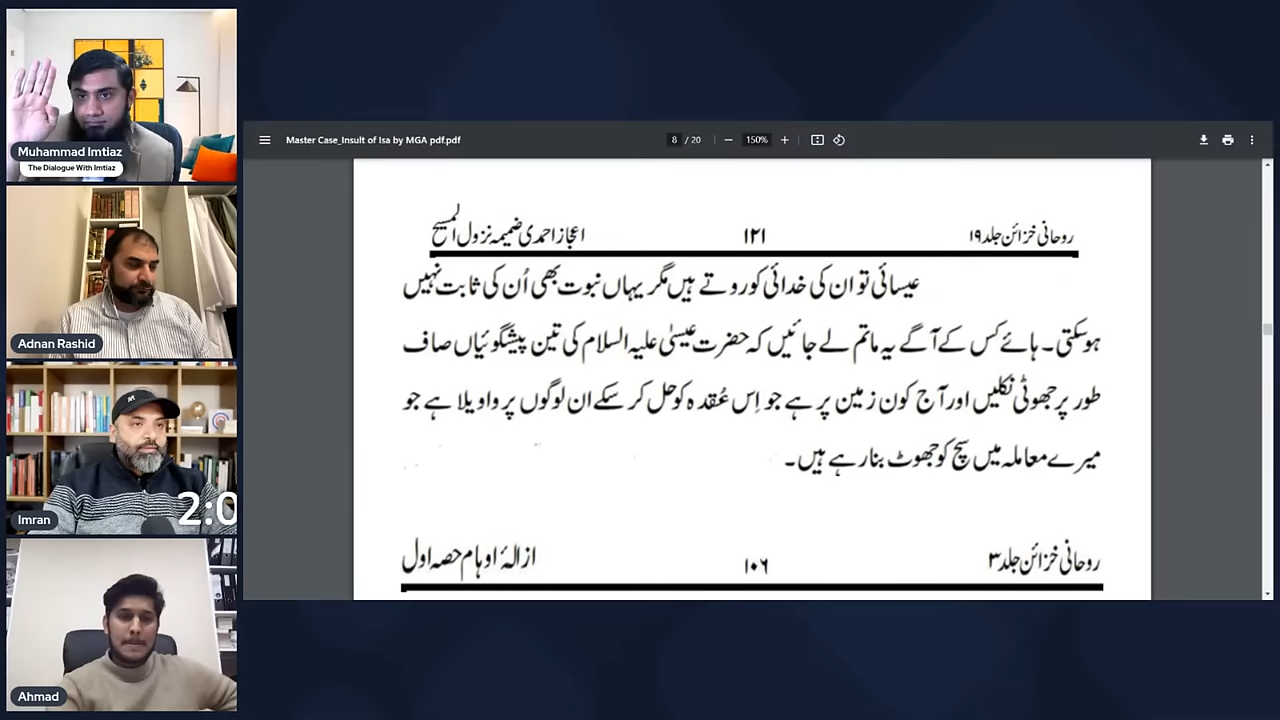 Muhammad Imtiaz
The Dialogue With Imtiaz
Adnan Rashid
Imran
2:0
Ahmad
Master Case_Insult of Isa by MGA pdf.pdf
8 / 20
150%
روحانی خزائن جلد ۱۹ ۱۲۱ اعجاز احمدی ضمیمہ نزول المسیح
عیسائی تو ان کی خدائی کو روتے ہیں مگر یہاں نبوت بھی اُن کی ثابت نہیں
ہوسکتی۔ ہائے کس کے آگے یہ ماتم لے جائیں کہ حضرت عیسیٰ علیہ السلام کی تین پیشگوئیاں صاف
طور پر جھوٹی نکلیں اور آج کون زمین پر ہے جو اِس عُقدہ کو حل کر سکے ان لوگوں پر واویلا ہے جو
میرے معاملہ میں سچ کو جھوٹ بنا رہے ہیں۔
روحانی خزائن جلد ۳ ۱۰۶ ازالہٴ اوہام حصہ اول